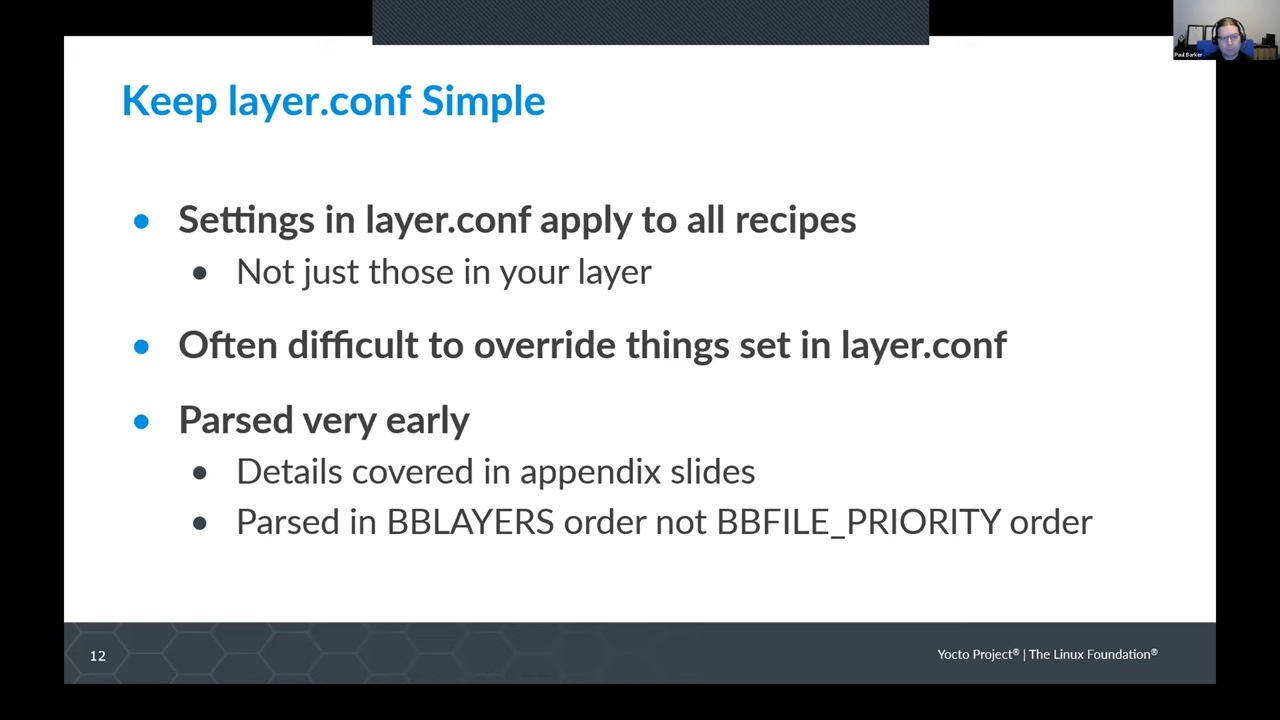 Paul Barker
Keep layer.conf Simple
Settings in layer.conf apply to all recipes
Not just those in your layer
Often difficult to override things set in layer.conf
Parsed very early
Details covered in appendix slides
Parsed in BBLAYERS order not BBFILE_PRIORITY order
12
Yocto Project® | The Linux Foundation®